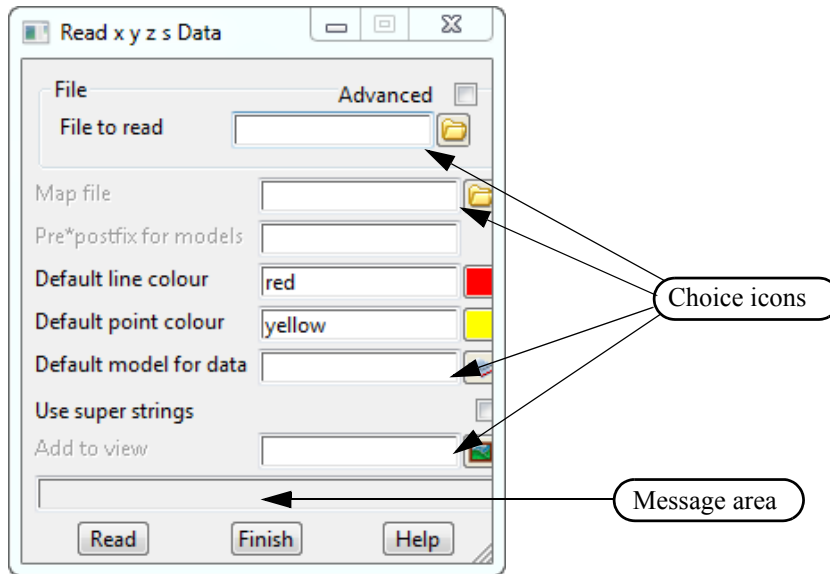 Read x y z s Data
File
Advanced
File to read
Map file
Pre*postfix for models
Default line colour
red
Default point colour
yellow
Default model for data
Use super strings
Add to view
Read Finish Help
Choice icons
Message area